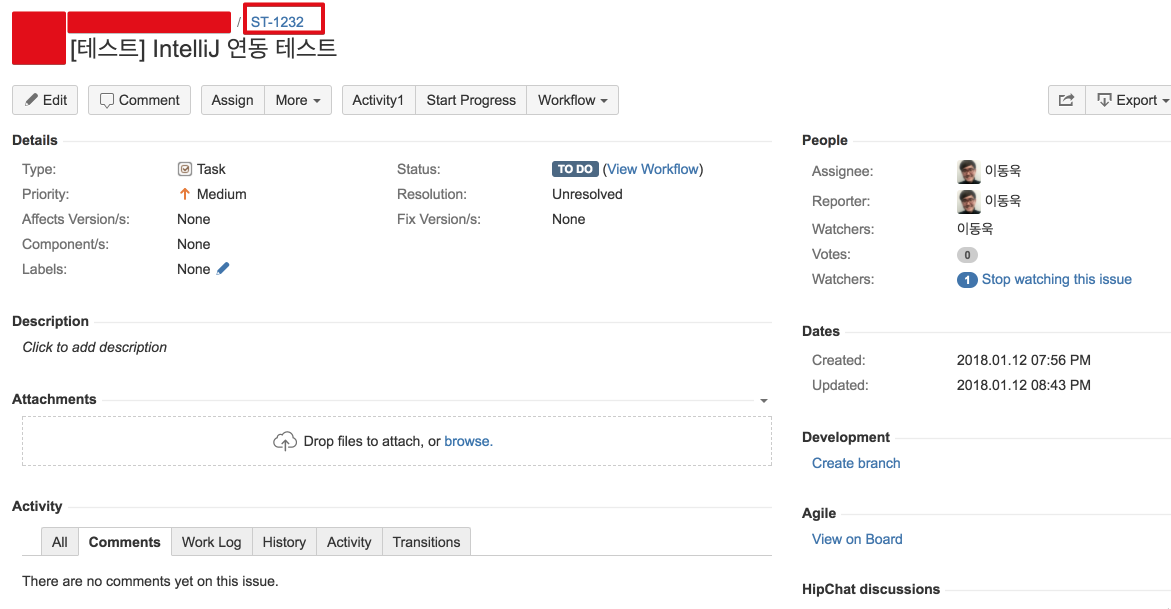 / ST-1232
[테스트] IntelliJ 연동 테스트
Edit Comment Assign More Activity1 Start Progress Workflow Export
Details
Type: Task
Status: TO DO (View Workflow)
Priority: Medium
Resolution: Unresolved
Affects Version/s: None
Fix Version/s: None
Component/s: None
Labels: None
Description
Click to add description
Attachments
Drop files to attach, or browse.
Activity
All Comments Work Log History Activity Transitions
There are no comments yet on this issue.
People
Assignee: 이동욱
Reporter: 이동욱
Watchers: 이동욱
Votes: 0
Watchers: 1 Stop watching this issue
Dates
Created: 2018.01.12 07:56 PM
Updated: 2018.01.12 08:43 PM
Development
Create branch
Agile
View on Board
HipChat discussions